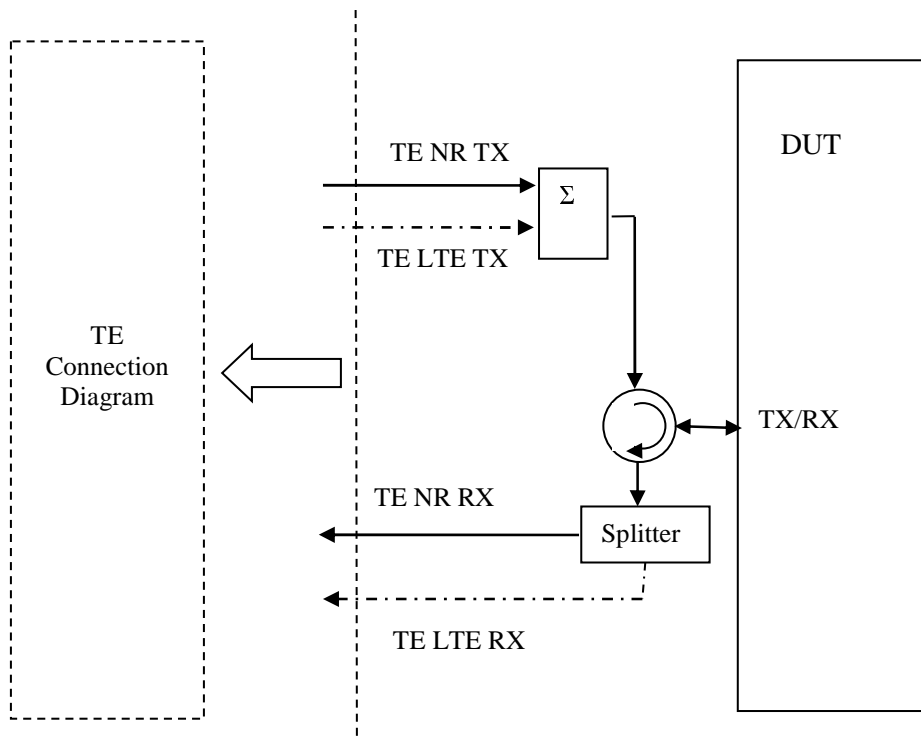 TE NR TX
DUT
Σ
TE LTE TX
TE
Connection
Diagram
TX/RX
TE NR RX
Splitter
TE LTE RX